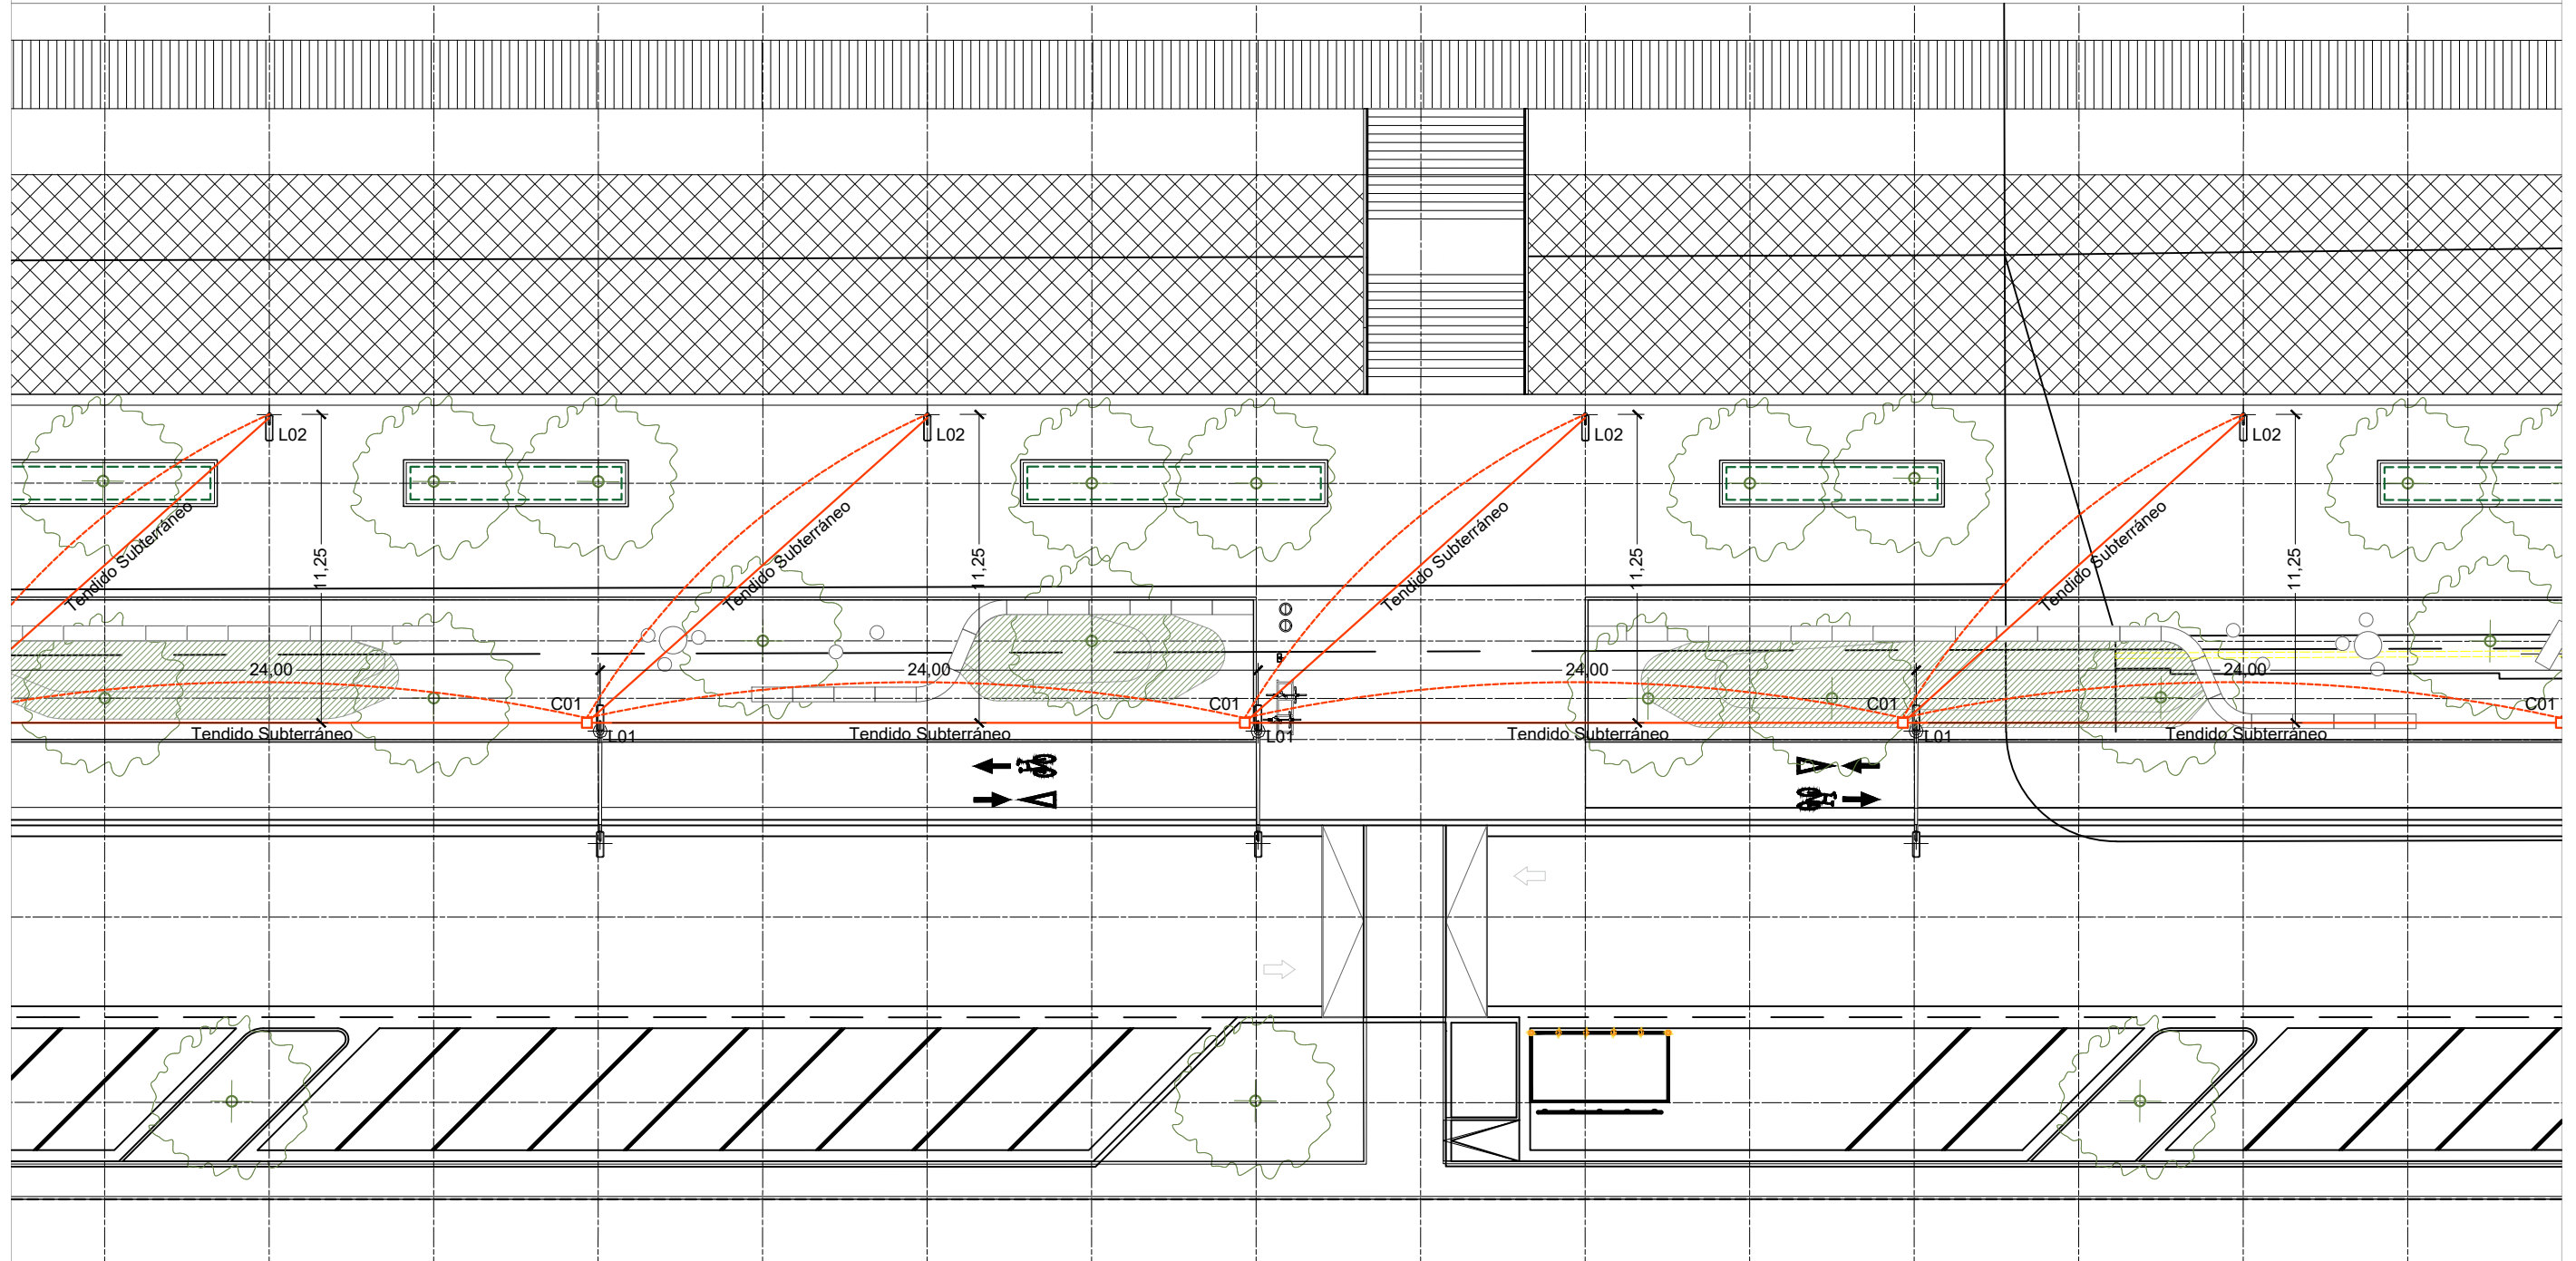 L02
L02
L02
L02
Tendido Subterráneo
Tendido Subterráneo
Tendido Subterráneo
Tendido Subterráneo
11,25
11,25
11,25
11,25
24,00
24,00
24,00
24,00
C01
C01
C01
C01
L01
L01
L01
Tendido Subterráneo
Tendido Subterráneo
Tendido Subterráneo
Tendido Subterráneo